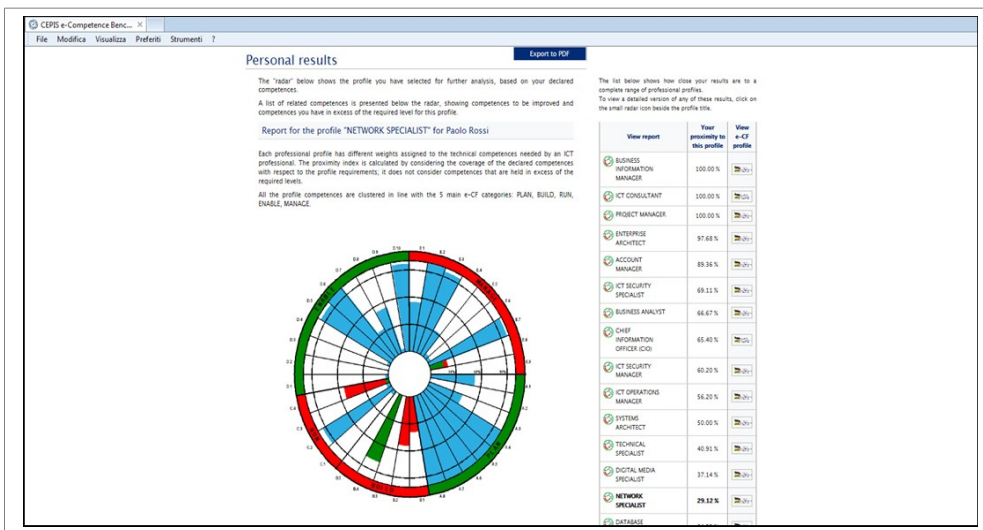 CEPIS e-Competence Benc...
File Modifica Visualizza Preferiti Strumenti ?
Personal results
Export to PDF
The "radar" below shows the profile you have selected for further analysis, based on your declared
competences.
A list of related competences is presented below the radar, showing competences to be improved and
competences you have in excess of the required level for this profile.
Report for the profile "NETWORK SPECIALIST" for Paolo Rossi
Each professional profile has different weights assigned to the technical competences needed by an ICT
professional. The proximity index is calculated by considering the coverage of the declared competences
with respect to the profile requirements; it does not consider competences that are held in excess of the
required levels.
All the profile competences are clustered in line with the 5 main e-CF categories: PLAN, BUILD, RUN,
ENABLE, MANAGE.
The list below shows how close your results are to a
complete range of professional profiles.
To view a detailed version of any of these results, click on
the small radar icon beside the profile title.
View report
Your
proximity to
this profile
View
e-CF
profile
BUSINESS
INFORMATION
MANAGER
100.00 %
ICT CONSULTANT
100.00 %
PROJECT MANAGER
100.00 %
ENTERPRISE
ARCHITECT
97.68 %
ACCOUNT
MANAGER
89.36 %
ICT SECURITY
SPECIALIST
69.11 %
BUSINESS ANALYST
66.67 %
CHIEF
INFORMATION
OFFICER (CIO)
65.40 %
ICT SECURITY
MANAGER
60.20 %
ICT OPERATIONS
MANAGER
56.20 %
SYSTEMS
ARCHITECT
50.00 %
TECHNICAL
SPECIALIST
40.91 %
DIGITAL MEDIA
SPECIALIST
37.14 %
NETWORK
SPECIALIST
29.12 %
DATABASE
PLAN